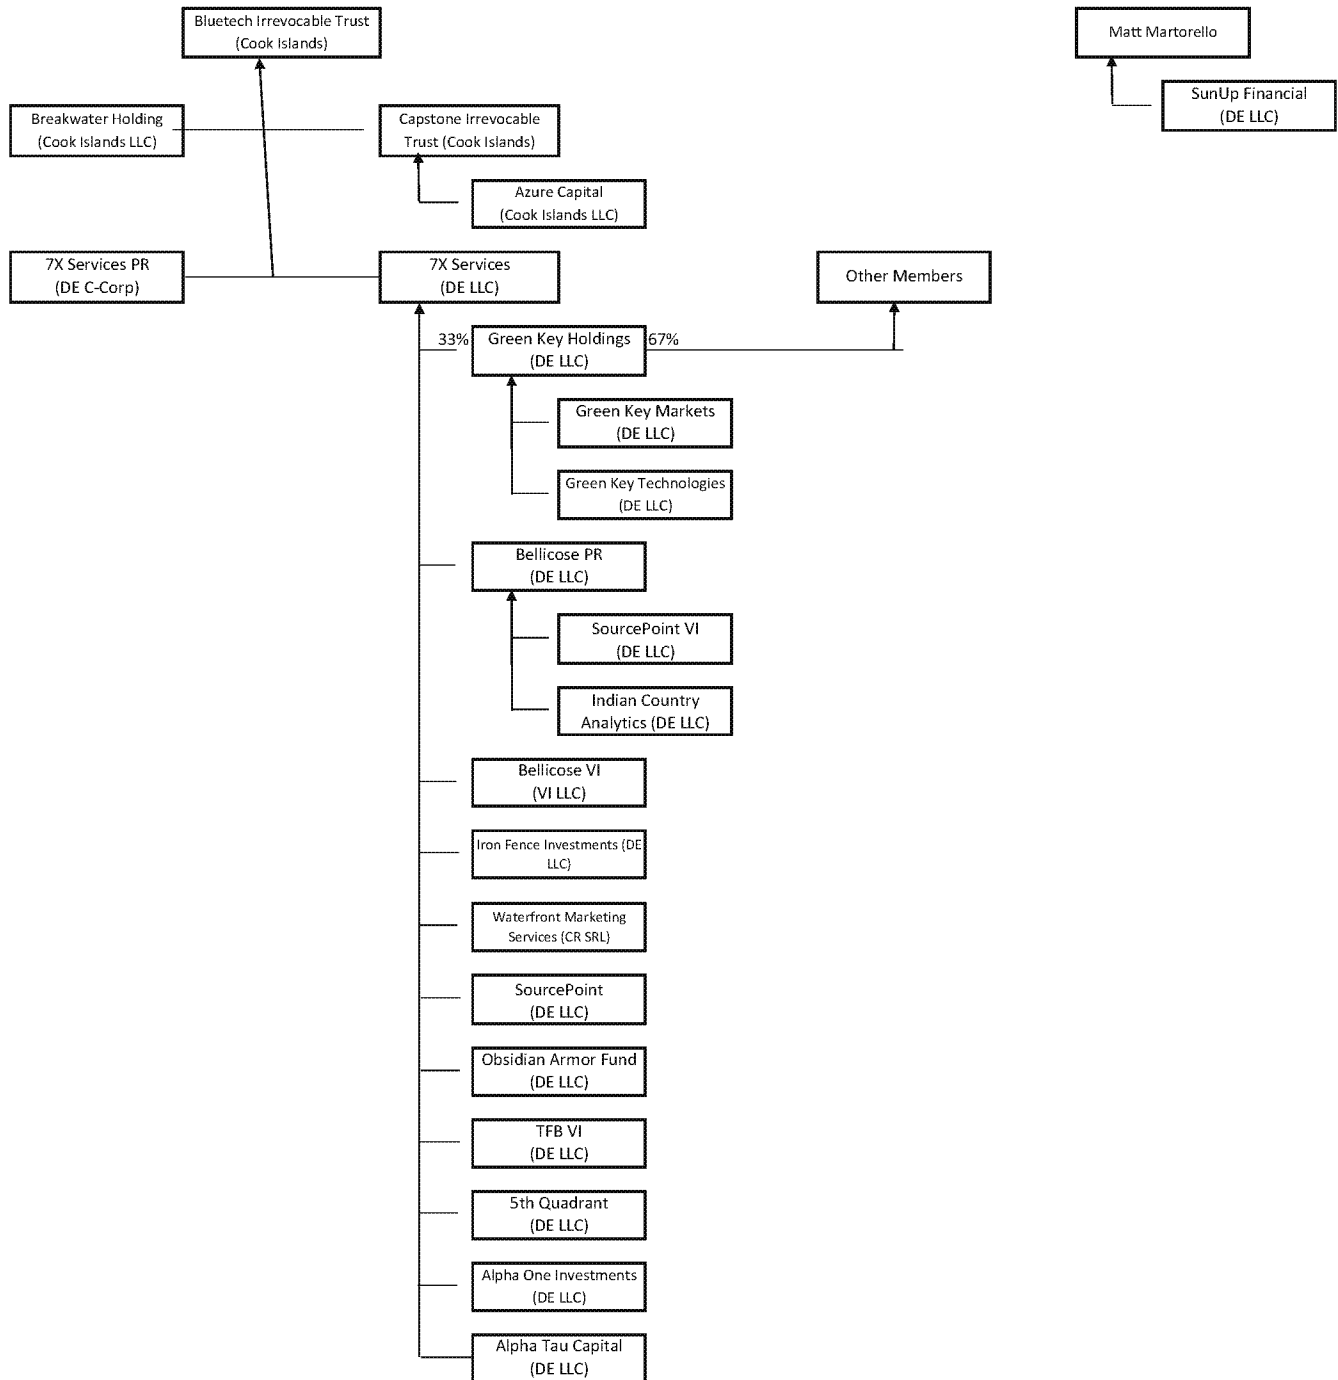 Bluetech Irrevocable Trust
(Cook Islands)
Matt Martorello
SunUp Financial
(DE LLC)
Breakwater Holding
(Cook Islands LLC)
Capstone Irrevocable
Trust (Cook Islands)
Azure Capital
(Cook Islands LLC)
7X Services PR
(DE C-Corp)
7X Services
(DE LLC)
Other Members
33%
Green Key Holdings
(DE LLC)
67%
Green Key Markets
(DE LLC)
Green Key Technologies
(DE LLC)
Bellicose PR
(DE LLC)
SourcePoint VI
(DE LLC)
Indian Country
Analytics (DE LLC)
Bellicose VI
(VI LLC)
Iron Fence Investments (DE
LLC)
Waterfront Marketing
Services (CR SRL)
SourcePoint
(DE LLC)
Obsidian Armor Fund
(DE LLC)
TFB VI
(DE LLC)
5th Quadrant
(DE LLC)
Alpha One Investments
(DE LLC)
Alpha Tau Capital
(DE LLC)